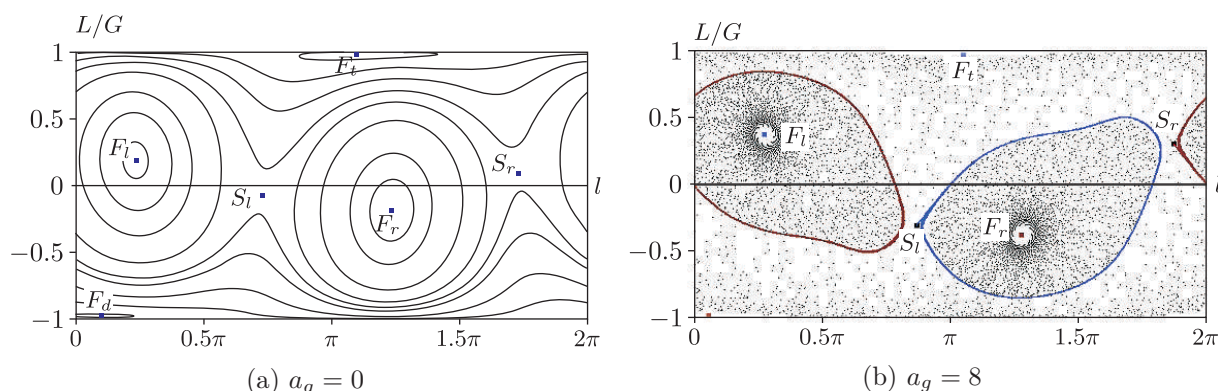 L/G
1
0.5
0
−0.5
−1
F_t
F_l
S_r
l
S_l
F_r
F_d
0
0.5π
π
1.5π
2π
(a) a_g = 0
L/G
1
0.5
0
−0.5
−1
F_t
F_l
S_r
l
S_l
F_r
0
0.5π
π
1.5π
2π
(b) a_g = 8